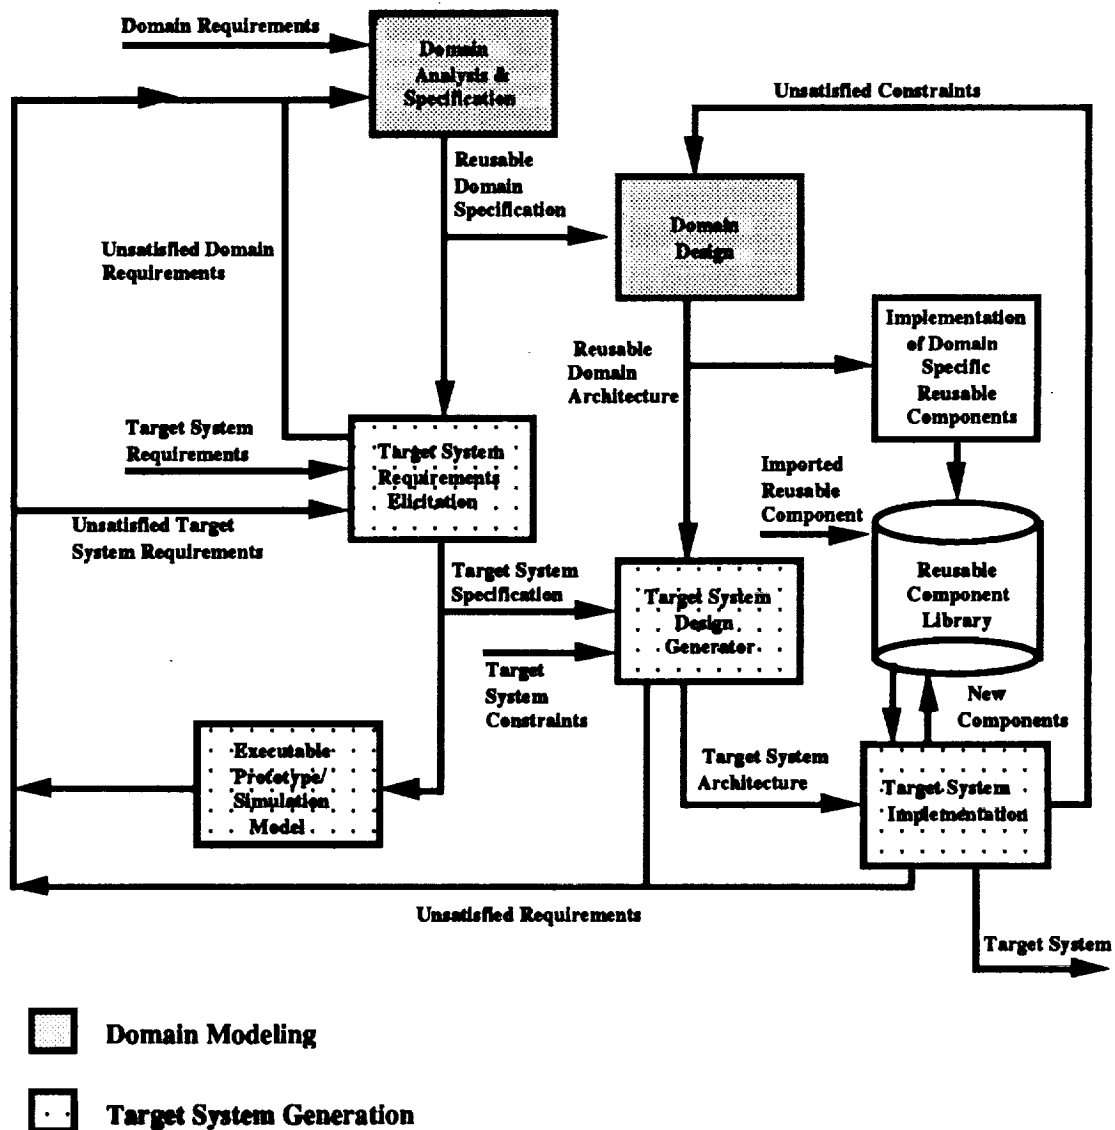 Domain Requirements
Domain
Analysis &
Specification
Unsatisfied Constraints
Reusable
Domain
Specification
Domain
Design
Unsatisfied Domain
Requirements
Implementation
of Domain
Specific
Reusable
Components
Reusable
Domain
Architecture
Target System
Requirements
Target System
Requirements
Elicitation
Imported
Reusable
Component
Unsatisfied Target
System Requirements
Reusable
Component
Library
Target System
Specification
Target System
Design
Generator
Target
System
Constraints
New
Components
Executable
Prototype/
Simulation
Model
Target System
Architecture
Target System
Implementation
Unsatisfied Requirements
Target System
Domain Modeling
Target System Generation